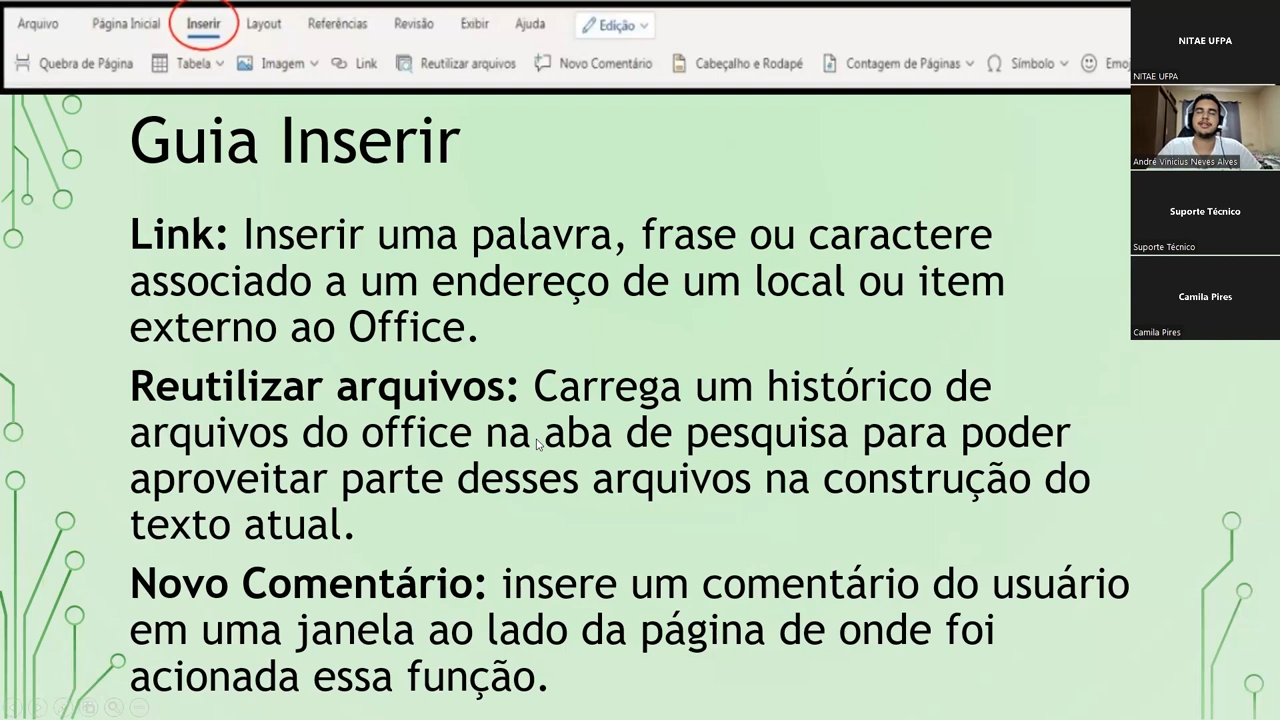 Arquivo Página Inicial Inserir Layout Referências Revisão Exibir Ajuda Edição
Quebra de Página Tabela Imagem Link Reutilizar arquivos Novo Comentário Cabeçalho e Rodapé Contagem de Páginas Símbolo Emoj
NITAE UFPA
NITAE UFPA
André Vinicius Neves Alves
Suporte Técnico
Suporte Técnico
Camila Pires
Camila Pires
Guia Inserir
Link: Inserir uma palavra, frase ou caractere
associado a um endereço de um local ou item
externo ao Office.
Reutilizar arquivos: Carrega um histórico de
arquivos do office na aba de pesquisa para poder
aproveitar parte desses arquivos na construção do
texto atual.
Novo Comentário: insere um comentário do usuário
em uma janela ao lado da página de onde foi
acionada essa função.